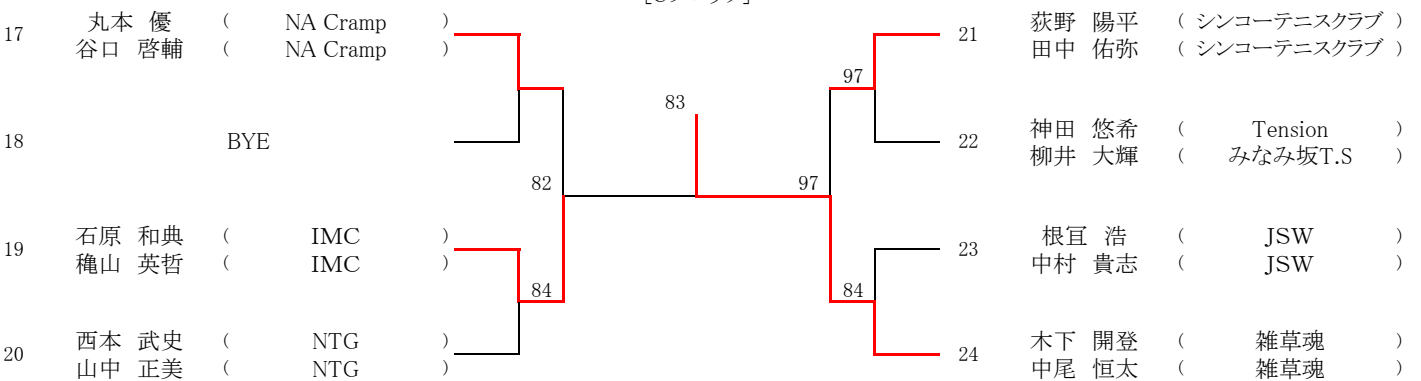 17 丸本 優 ( NA Cramp )
谷口 啓輔 ( NA Cramp )
18 BYE
19 石原 和典 ( IMC )
穐山 英哲 ( IMC )
20 西本 武史 ( NTG )
山中 正美 ( NTG )
82
84
83
97
97
84
21 荻野 陽平 ( シンコーテニスクラブ )
田中 佑弥 ( シンコーテニスクラブ )
22 神田 悠希 ( Tension )
柳井 大輝 ( みなみ坂T.S )
23 根冝 浩 ( JSW )
中村 貴志 ( JSW )
24 木下 開登 ( 雑草魂 )
中尾 恒太 ( 雑草魂 )